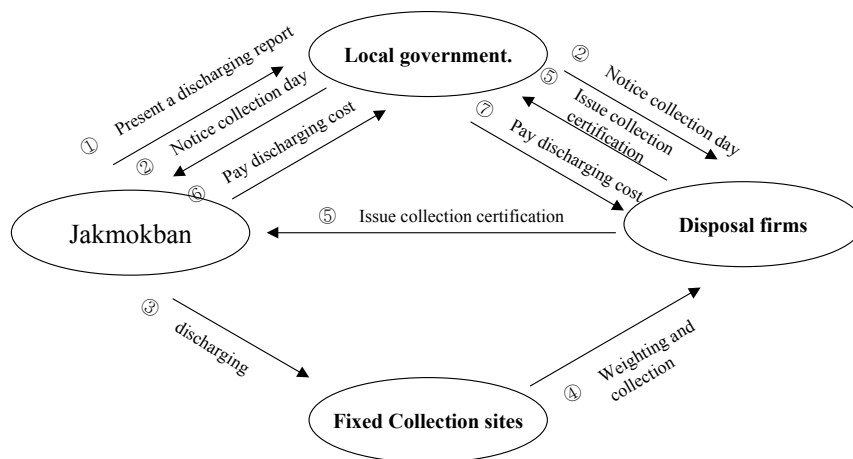 Local government.
① Present a discharging report
② Notice collection day
⑥ Pay discharging cost
② Notice collection day
⑤ Issue collection
certification
⑦ Pay discharging cost
Jakmokban
⑤ Issue collection certification
Disposal firms
③ discharging
④ Weighting and
collection
Fixed Collection sites